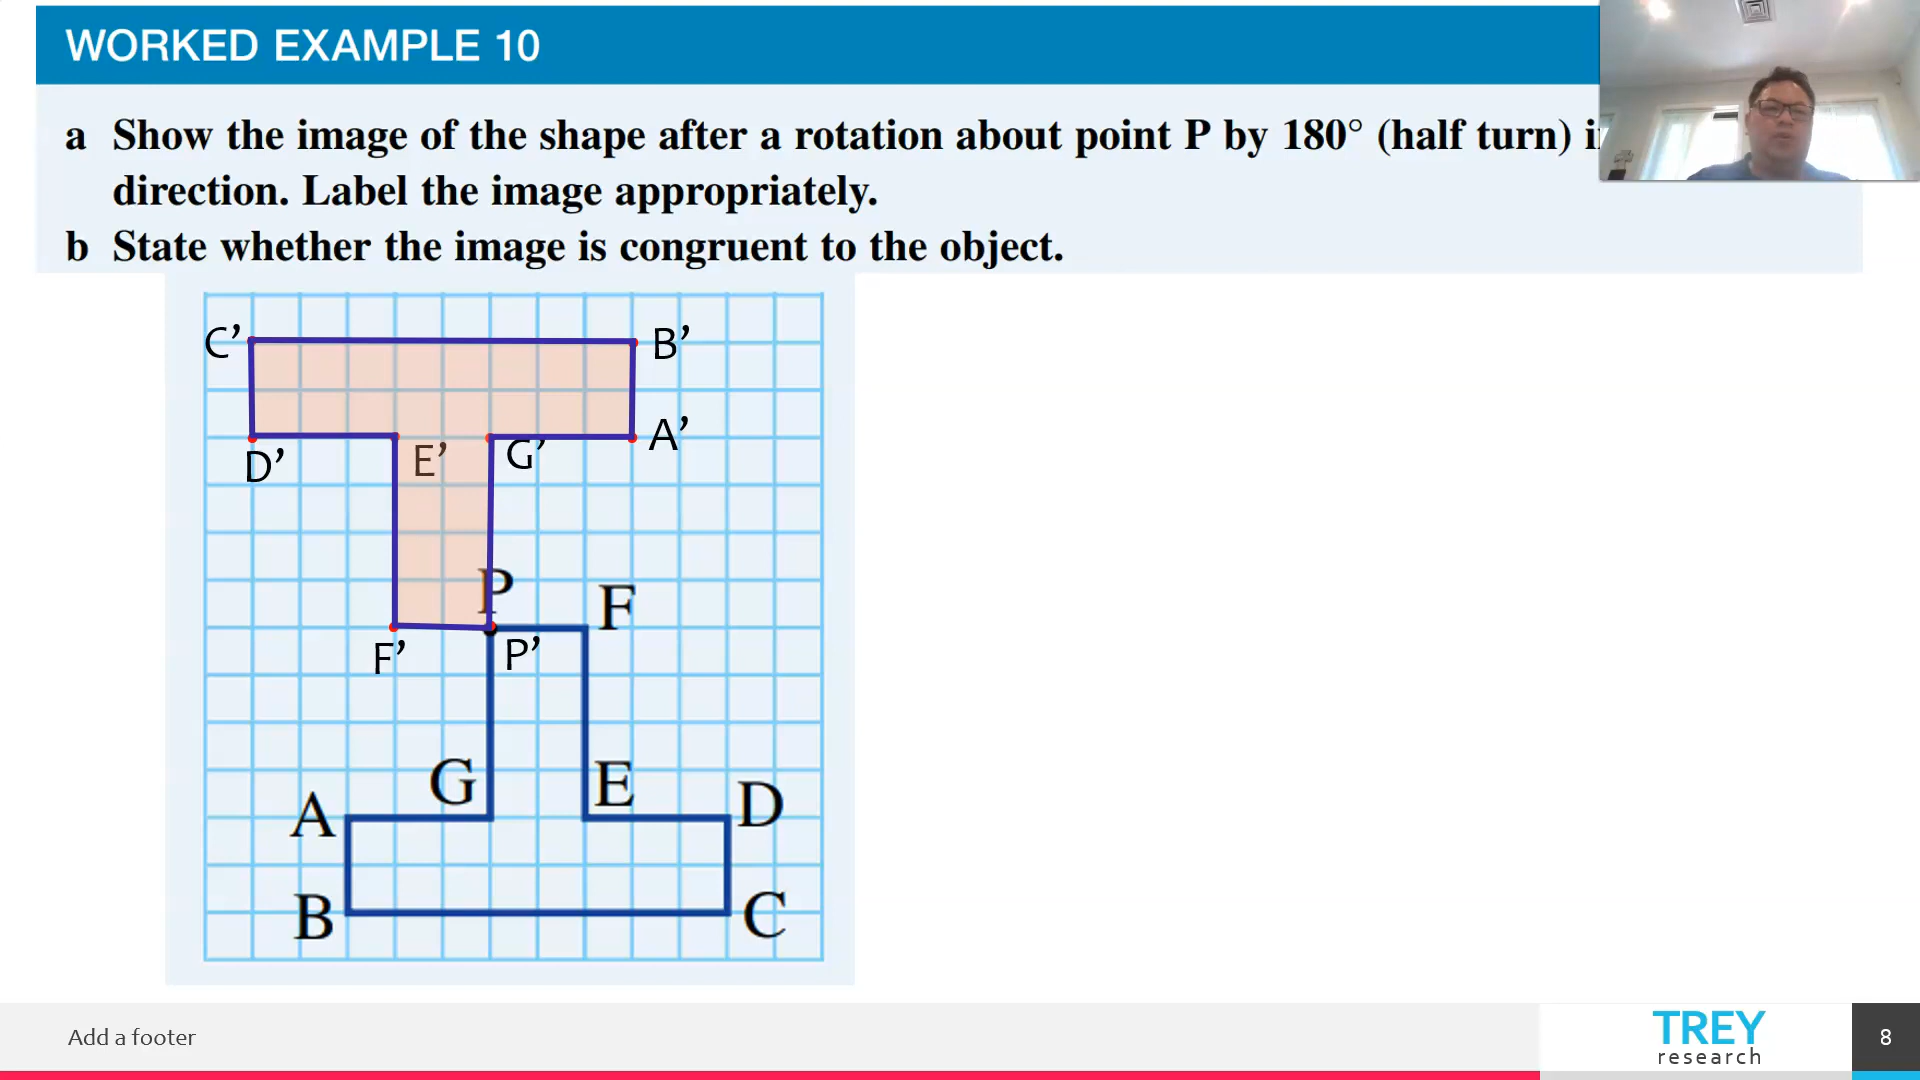 WORKED EXAMPLE 10
a Show the image of the shape after a rotation about point P by 180° (half turn)
direction. Label the image appropriately.
b State whether the image is congruent to the object.
C’
B’
A’
D’
E’
G’
P
F
F’
P’
G
E
A
D
B
C
Add a footer
TREY
research
8